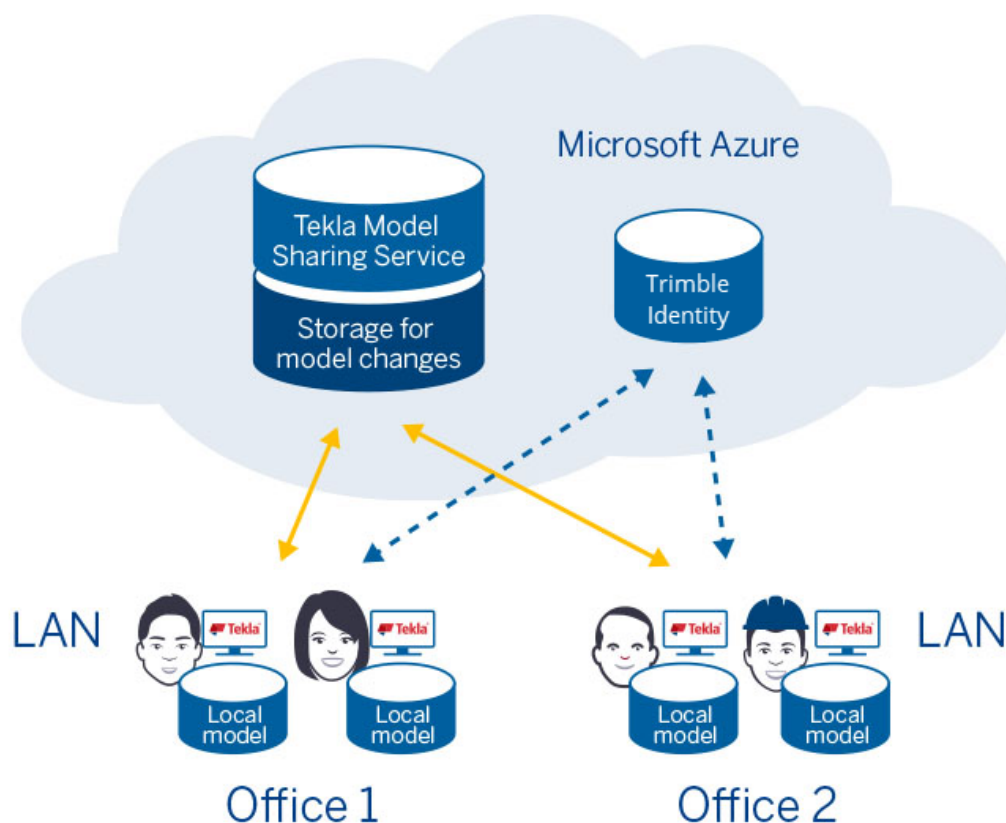 Microsoft Azure
Tekla Model
Sharing Service
Storage for
model changes
Trimble
Identity
LAN
Tekla
Tekla
Tekla
Tekla
LAN
Local
model
Local
model
Local
model
Local
model
Office 1
Office 2